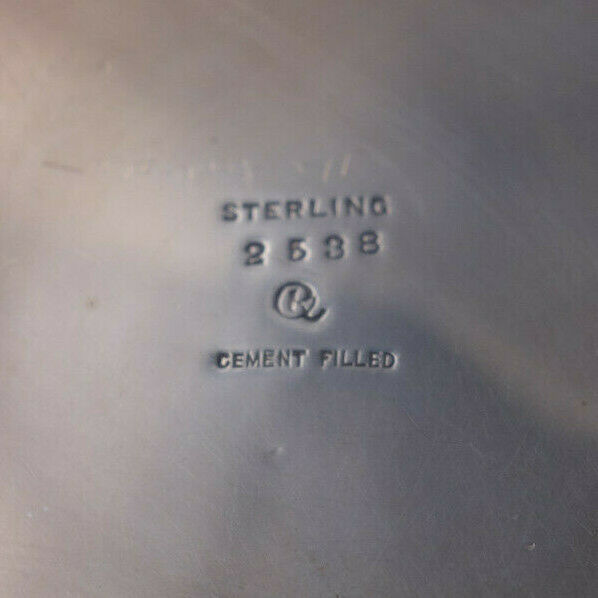 STERLING
2538
CEMENT FILLED